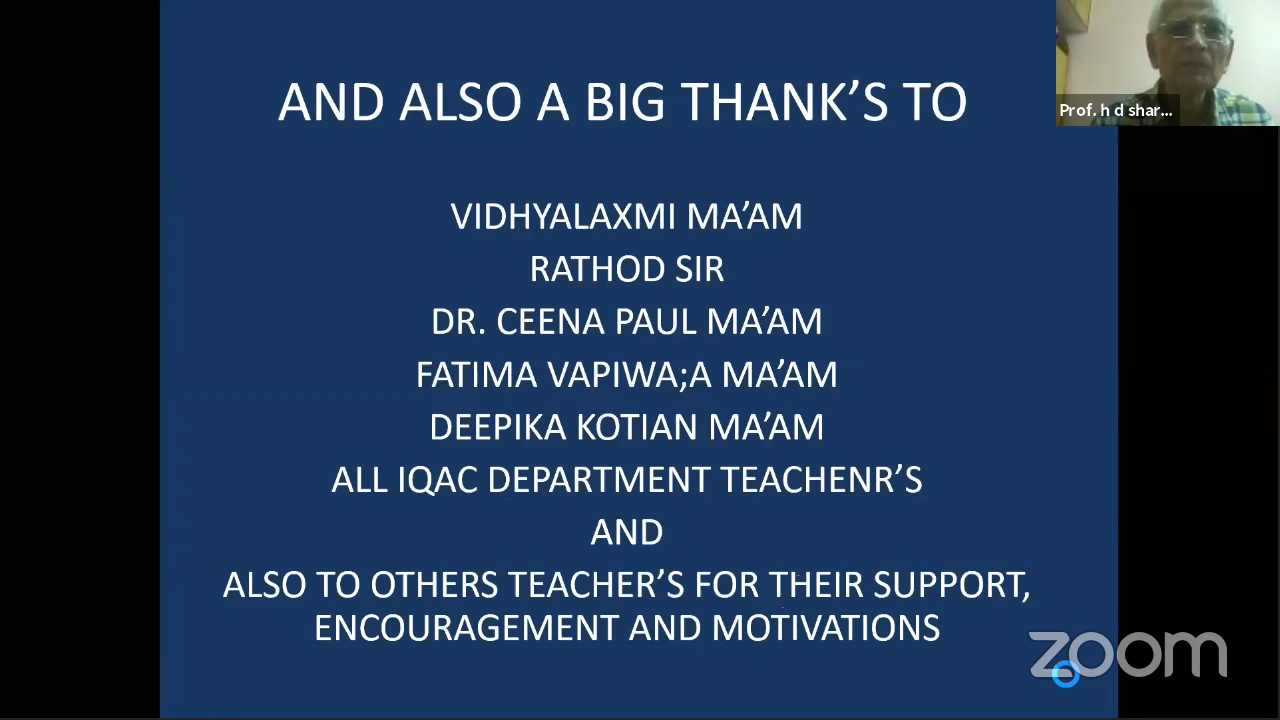 AND ALSO A BIG THANK’S TO
Prof. h d shar...
VIDHYALAXMI MA’AM
RATHOD SIR
DR. CEENA PAUL MA’AM
FATIMA VAPIWA;A MA’AM
DEEPIKA KOTIAN MA’AM
ALL IQAC DEPARTMENT TEACHENR’S
AND
ALSO TO OTHERS TEACHER’S FOR THEIR SUPPORT,
ENCOURAGEMENT AND MOTIVATIONS
zoom